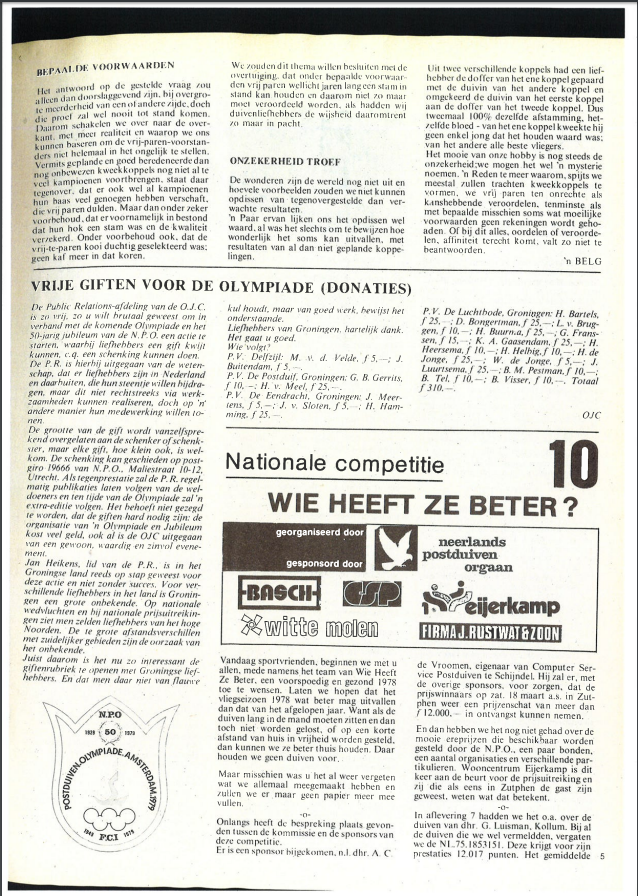 BEPAALDE VOORWAARDEN
Het antwoord op de gestelde vraag zou
alleen dan doorslaggevend zijn, bij overgro-
te meerderheid van een of andere zijde, doch
die proef zal wel nooit tot stand komen.
Daarom schakelen we over naar de over-
kant, met meer realiteit en waarop we ons
kunnen baseren om de vrij-paren-voorstan-
ders niet helemaal in het ongelijk te stellen.
Vermits geplande en goed beredeneerde dan
nog onbewezen kweekkoppels nog niet al te
veel kampioenen voortbrengen, staat daar
tegenover, dat er ook wel al kampioenen
hun haas veel genoegen hebben verschaft,
die vrij paren dulden. Maar dan onder zeker
voorbehoud, dat er voornamelijk in bestond
dat hun hok een stam was en de kwaliteit
verzekerd. Onder voorbehoud ook, dat de
vrij-te-paren kooi duchtig geselekteerd was;
geen kaf meer in dat koren.
We zouden dit thema willen besluiten met de
overtuiging, dat onder bepaalde voorwaar-
den vrij paren wellicht jaren lang een stam in
stand kan houden en daarom niet zo maar
moet veroordeeld worden, als hadden wij
duivenliefhebbers de wijsheid daaromtrent
zo maar in pacht.
ONZEKERHEID TROEF
De wonderen zijn de wereld nog niet uit en
hoevele voorbeelden zouden we niet kunnen
opdissen van tegenovergestelde dan ver-
wachte resultaten.
'n Paar ervan lijken ons het opdissen wel
waard, al was het slechts om te bewijzen hoe
wonderlijk het soms kan uitvallen, met
resultaten van al dan niet geplande koppe-
lingen.
Uit twee verschillende koppels had een lief-
hebber de doffer van het ene koppel gepaard
met de duivin van het andere koppel en
omgekeerd de duivin van het eerste koppel
aan de doffer van het tweede koppel. Dus
tweemaal 100% dezelfde afstamming, het-
zelfde bloed - van het ene koppel kweekte hij
geen enkel jong dat het houden waard was;
van het andere alle beste vliegers.
Het mooie van onze hobby is nog steeds de
onzekerheid; we mogen het wel 'n mysterie
noemen. 'n Reden te meer waarom, spijts we
meestal zullen trachten kweekkoppels te
vormen, we vrij paren ten onrechte als
kanshebbende veroordelen, tenminste als
met bepaalde misschien soms wat moeilijke
voorwaarden geen rekeningen wordt geho-
den. Of bij dit alles, oordelen of veroorde-
len, affiniteit terecht komt, valt zo niet te
beantwoorden.
'n BELG
VRIJE GIFTEN VOOR DE OLYMPIADE (DONATIES)
De Public Relations-afdeling van de O.J.C.
is zo vrij, zo u wilt brutaal geweest om in
verband met de komende Olympiade en het
50-jarig jubileum van de N.P.O. een actie te
starten, waarbij liefhebbers een gift kwijt
kunnen, c.q. een schenking kunnen doen.
De P.R. is hierbij uitgegaan van de weten-
schap, dat er liefhebbers zijn in Nederland
en daarbuiten, die hun steentje willen bijdra-
gen, maar dit niet rechtstreeks via werk-
zaamheden kunnen realiseren, doch op 'n
andere manier hun medewerking willen to-
nen.
De grootte van de gift wordt vanzelfspre-
kend overgelaten aan de schenker of schenk-
ster, maar elke gift, hoe klein ook, is wel-
kom. De schenking kan geschieden op post-
giro 19666 van N.P.O., Maliestraat 10-12,
Utrecht. Als tegenprestatie zal de P.R. regel-
matig publikaties laten volgen van de wel-
doeners en ten tijde van de Olympiade zal 'n
extra-editie volgen. Het behoeft niet gezegd
te worden, dat de giften hard nodig zijn: de
organisatie van 'n Olympiade en Jubileum
kost veel geld, ook al is de OJC uitgegaan
van een gewoon, waardig en zinvol evene-
ment.
Jan Heikens, lid van de P.R., is in het
Groningse land reeds op stap geweest voor
deze actie en niet zonder succes. Voor ver-
schillende liefhebbers in het land is Gronin-
gen een grote onbekende. Op nationale
wedvluchten en bij nationale prijsuitreikin-
gen ziet men zelden liefhebbers van het hoge
Noorden. De te grote afstandsverschillen
met zuidelijker gebieden zijn de oorzaak van
het onbekende.
Juist daarom is het nu zo interessant de
giftenrubriek te openen met Groningse lief-
hebbers. En dat men daar niet van flauwe
kul houdt, maar van goed werk, bewijst het
onderstaande.
Liefhebbers van Groningen, hartelijk dank.
Het gaat u goed.
Wie volgt?
P.V. Delfzijl: M. v. d. Velde, f 5,—; J.
Buitendam, f 5,—.
P.V. De Postduif, Groningen: G. B. Gerrits,
f 10,—; H. v. Meel, f 25,—.
P.V. De Eendracht, Groningen: J. Meer-
tens, f 5,—; J. v. Sloten, f 5,—; H. Ham-
ming, f 25,—.
P.V. De Luchtbode, Groningen: H. Bartels,
f 25,—; D. Bongertman, f 25,—; L. v. Brug-
gen, f 10,—; H. Buurn.a, f 25,—; G. Frans-
sen, f 15,—; K. A. Gaasendam, f 25,—; H.
Heersema, f 10,—; H. Helbig, f 10,—; H. de
Jonge, f 25,—; W. de Jonge, f 5,—; J.
Luurtsema, f 25,—; B. M. Pestman, f 10,—;
B. Tel, f 10,—; B. Visser, f 10,—. Totaal
f 310,—.
OJC
N.P.O
1928 50 1978
POSTDUIVEN.OLYMPIADE.AMSTERDAM.1979
1948 1978
F.C.I
Nationale competitie 10
WIE HEEFT ZE BETER?
georganiseerd door
gesponsord door
neerlands
postduiven
orgaan
BASCH
CSP
Eijerkamp
witte molen
FIRMA J. RUSTWAT & ZOON
Vandaag sportvrienden, beginnen we met u
allen, mede namens het team van Wie Heeft
Ze Beter, een voorspoedig en gezond 1978
toe te wensen. Laten we hopen dat het
vliegseizoen 1978 wat beter mag uitvallen
dan dat van het afgelopen jaar. Want als de
duiven lang in de mand moeten zitten en dan
toch niet worden gelost, of op een korte
afstand van huis in vrijheid worden gesteld,
dan kunnen we ze beter thuis houden. Daar
houden we geen duiven voor.
Maar misschien was u het al weer vergeten
wat we allemaal meegemaakt hebben en
zullen we er maar geen papier meer mee
vullen.
-o-
Onlangs heeft de bespreking plaats gevon-
den tussen de kommissie en de sponsors van
deze competitie.
Er is een sponsor bijgekomen, n.l. dhr. A. C.
de Vroomen, eigenaar van Computer Ser-
vice Postduiven te Schijndel. Hij zal er, met
de overige sponsors, voor zorgen, dat de
prijswinnaars op zat. 18 maart a.s. in Zut-
phen weer een prijzenschat van meer dan
f 12.000,— in ontvangst kunnen nemen.
En dan hebben we het nog niet gehad over de
mooie ereprijzen die beschikbaar worden
gesteld door de N.P.O., een paar bonden,
een aantal organisaties en verschillende par-
tikulieren. Wooncentrum Eijerkamp is dit
keer aan de beurt voor de prijsuitreiking en
zij die als eens in Zutphen de gast zijn
geweest, weten wat dat betekent.
-o-
In aflevering 7 hadden we het o.a. over de
duiven van dhr. G. Luisman, Kollum. Bij al
de duiven die we wel vermeldden, vergaten
we de NL.75.1853151. Deze krijgt voor zijn
prestaties 12.017 punten. Het gemiddelde 5